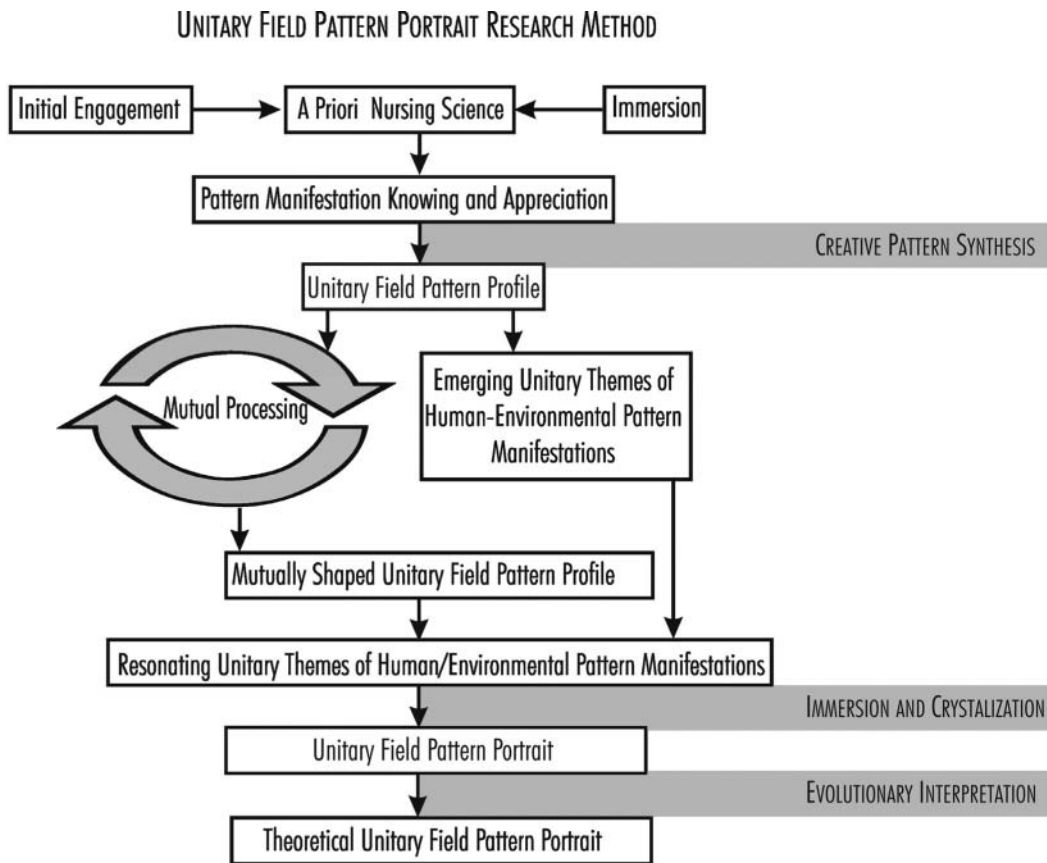 UNITARY FIELD PATTERN PORTRAIT RESEARCH METHOD
Initial Engagement
A Priori Nursing Science
Immersion
Pattern Manifestation Knowing and Appreciation
CREATIVE PATTERN SYNTHESIS
Unitary Field Pattern Profile
Mutual Processing
Emerging Unitary Themes of
Human-Environmental Pattern
Manifestations
Mutually Shaped Unitary Field Pattern Profile
Resonating Unitary Themes of Human/Environmental Pattern Manifestations
IMMERSION AND CRYSTALIZATION
Unitary Field Pattern Portrait
EVOLUTIONARY INTERPRETATION
Theoretical Unitary Field Pattern Portrait